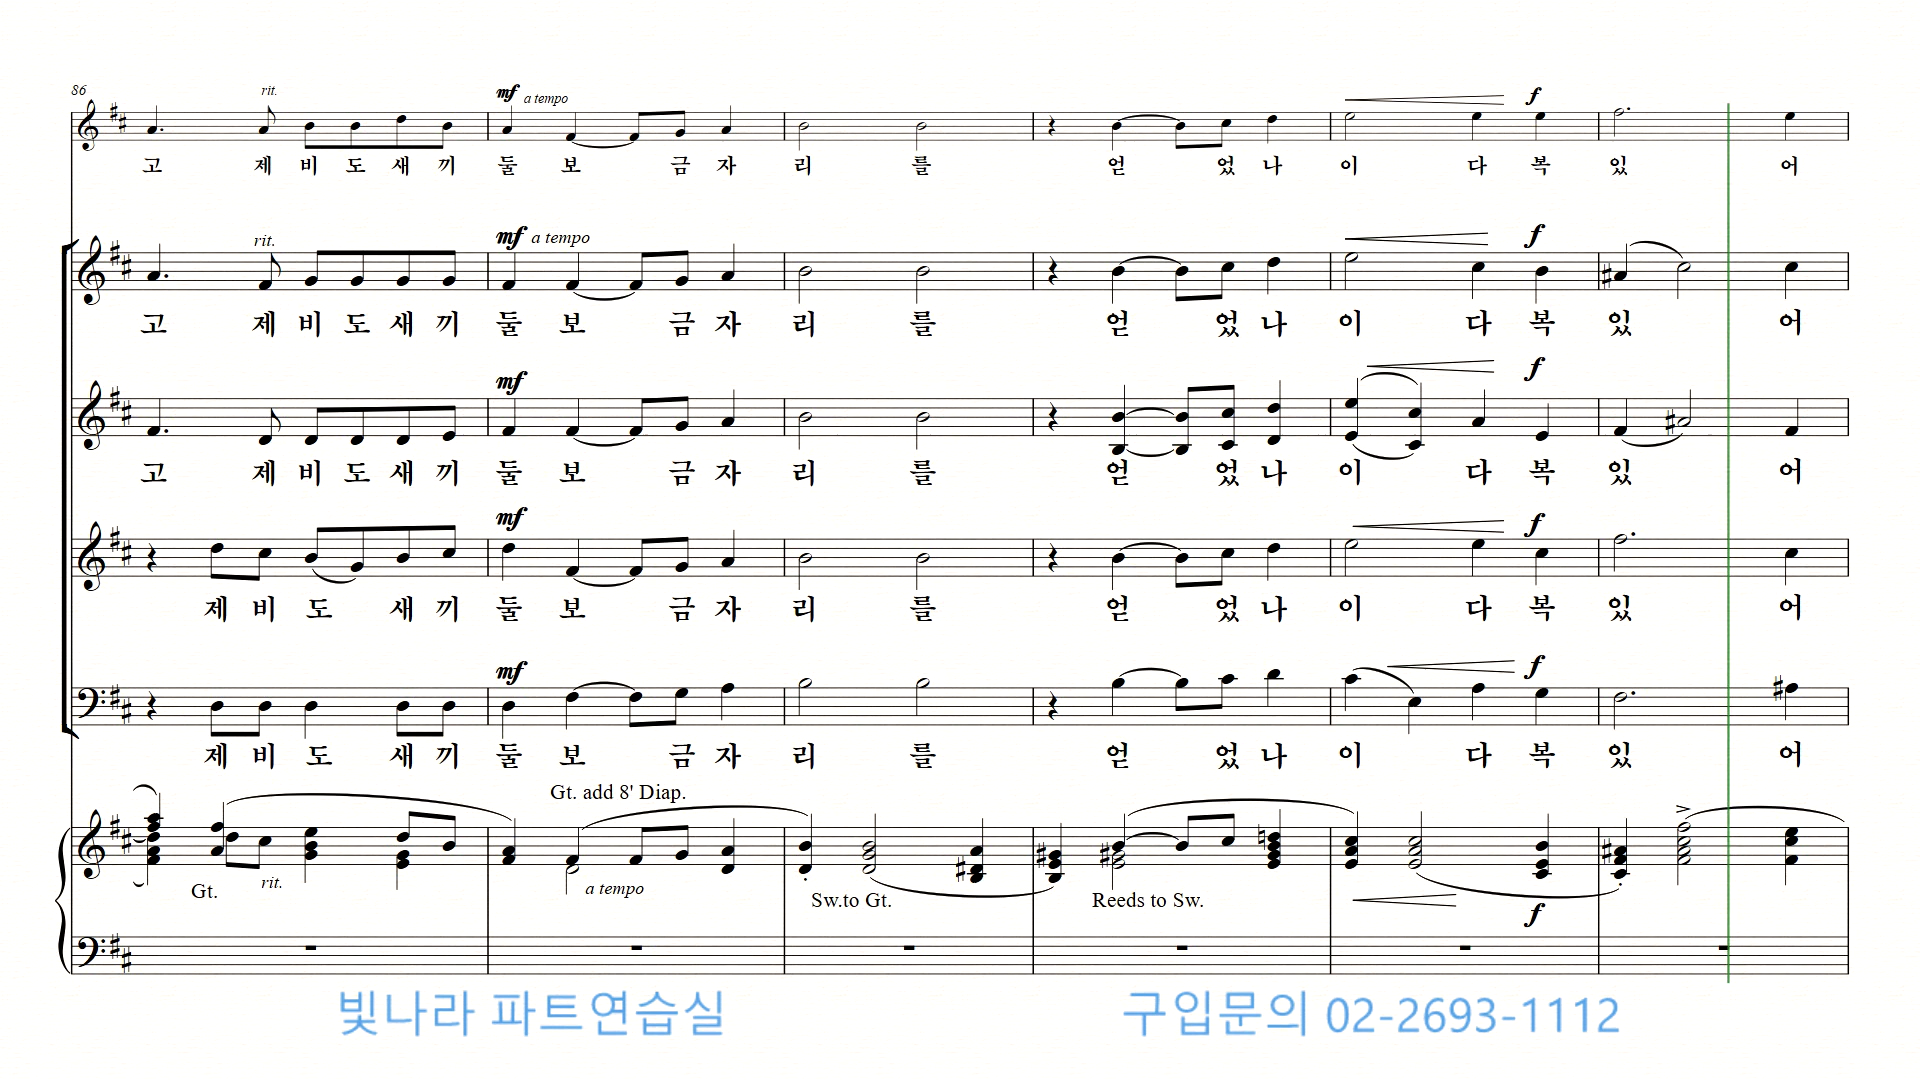 86
rit.
mf a tempo
f
고 제 비 도 새 끼 둘 보 금 자 리 를 얻 었 나 이 다 복 있 어
rit.
mf a tempo
f
고 제 비 도 새 끼 둘 보 금 자 리 를 얻 었 나 이 다 복 있 어
mf
f
고 제 비 도 새 끼 둘 보 금 자 리 를 얻 었 나 이 다 복 있 어
mf
f
제 비 도 새 끼 둘 보 금 자 리 를 얻 었 나 이 다 복 있 어
mf
f
제 비 도 새 끼 둘 보 금 자 리 를 얻 었 나 이 다 복 있 어
Gt. add 8' Diap.
Gt. rit. a tempo Sw.to Gt. Reeds to Sw.
f
빛나라 파트연습실 구입문의 02-2693-1112